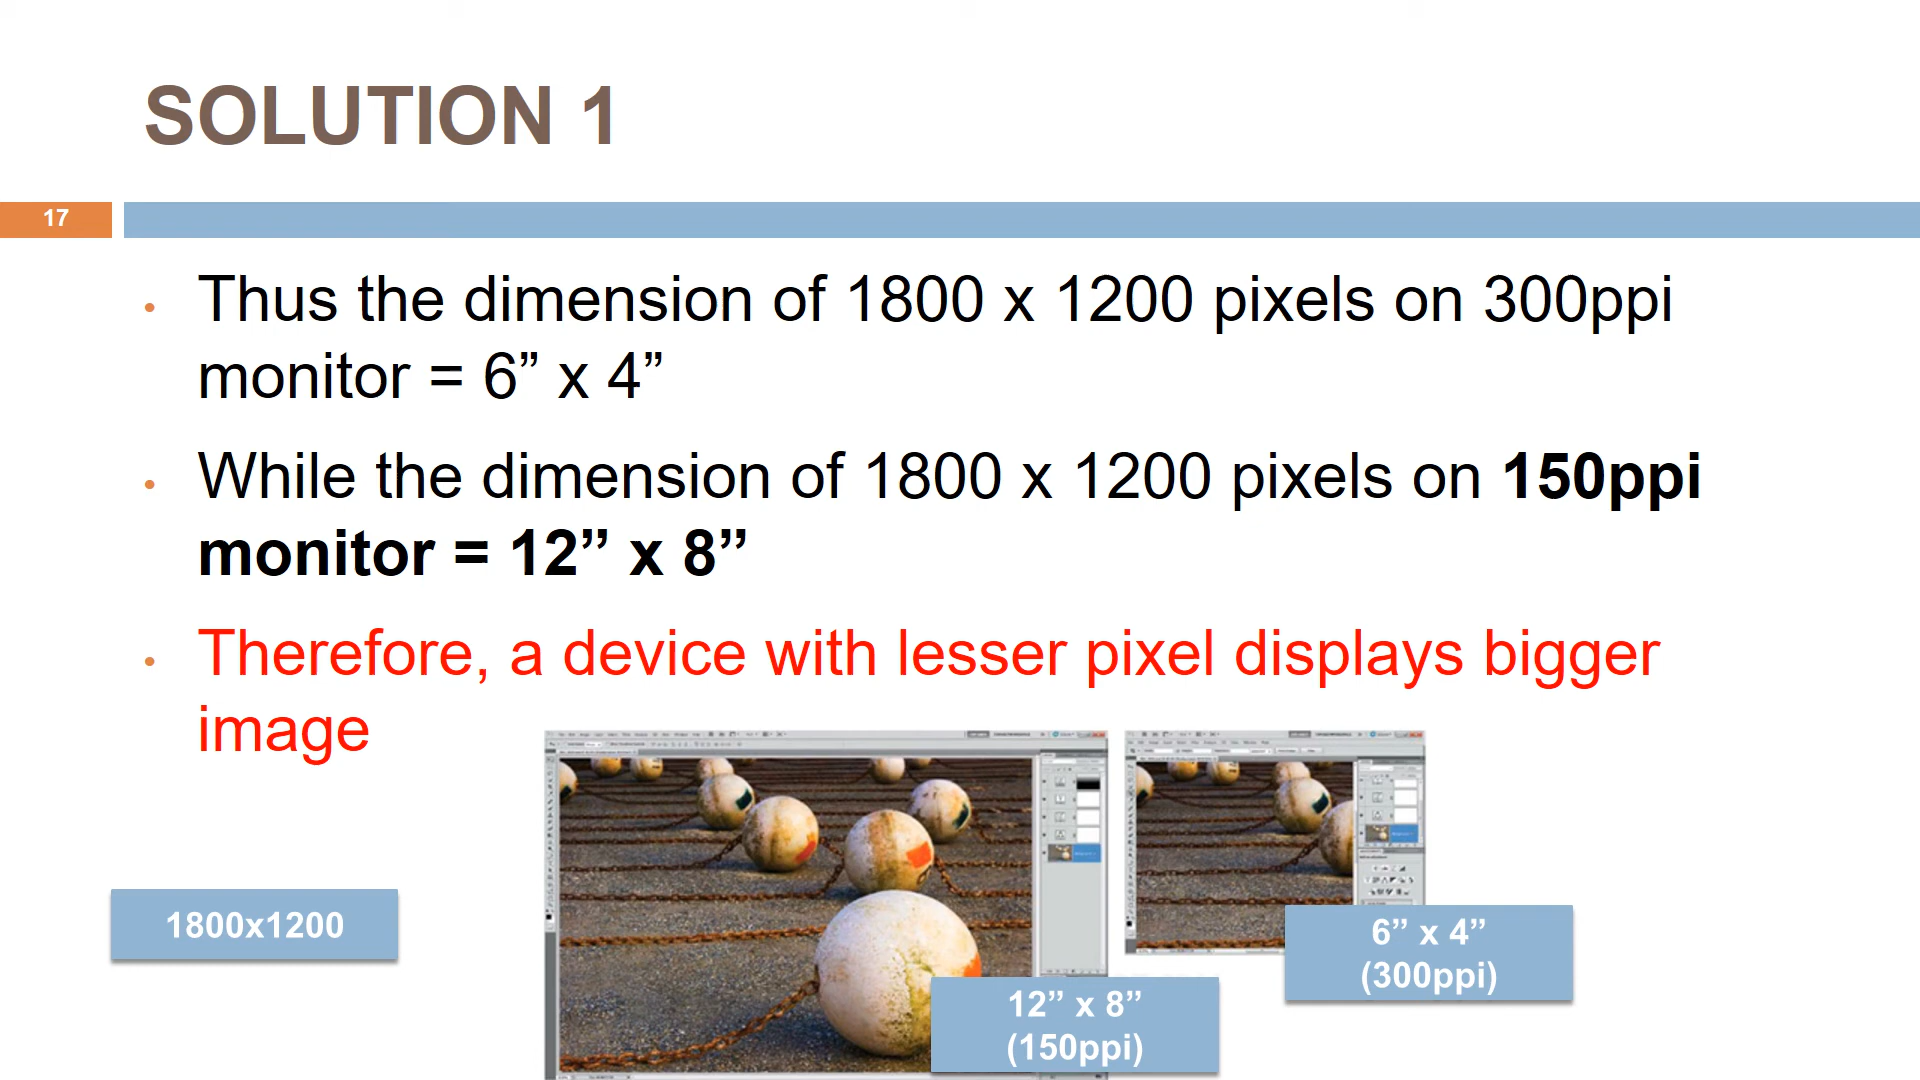 SOLUTION 1
17
• Thus the dimension of 1800 x 1200 pixels on 300ppi
monitor = 6” x 4”
• While the dimension of 1800 x 1200 pixels on 150ppi
monitor = 12” x 8”
• Therefore, a device with lesser pixel displays bigger
image
1800x1200
12” x 8”
(150ppi)
6” x 4”
(300ppi)